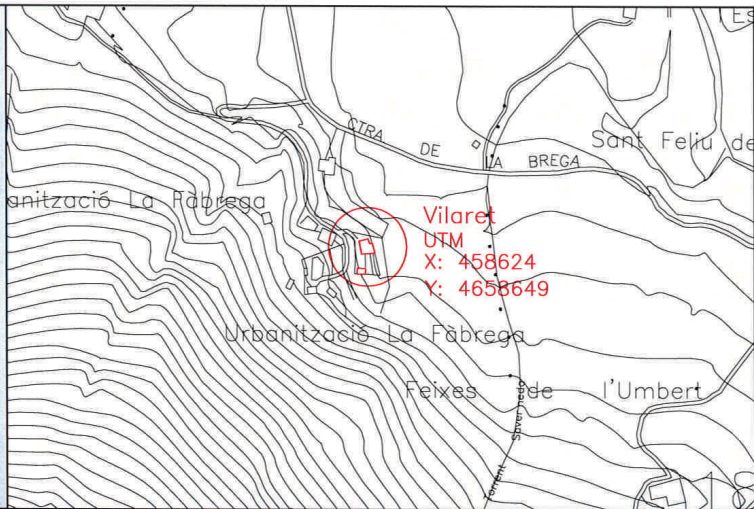 CTRA DE LA BREGA
Sant Feliu de
anització La Fàbrega
Vilaret
UTM
X: 458624
Y: 4658649
Urbanització La Fàbrega
Feixes de l'Umbert
Torrent